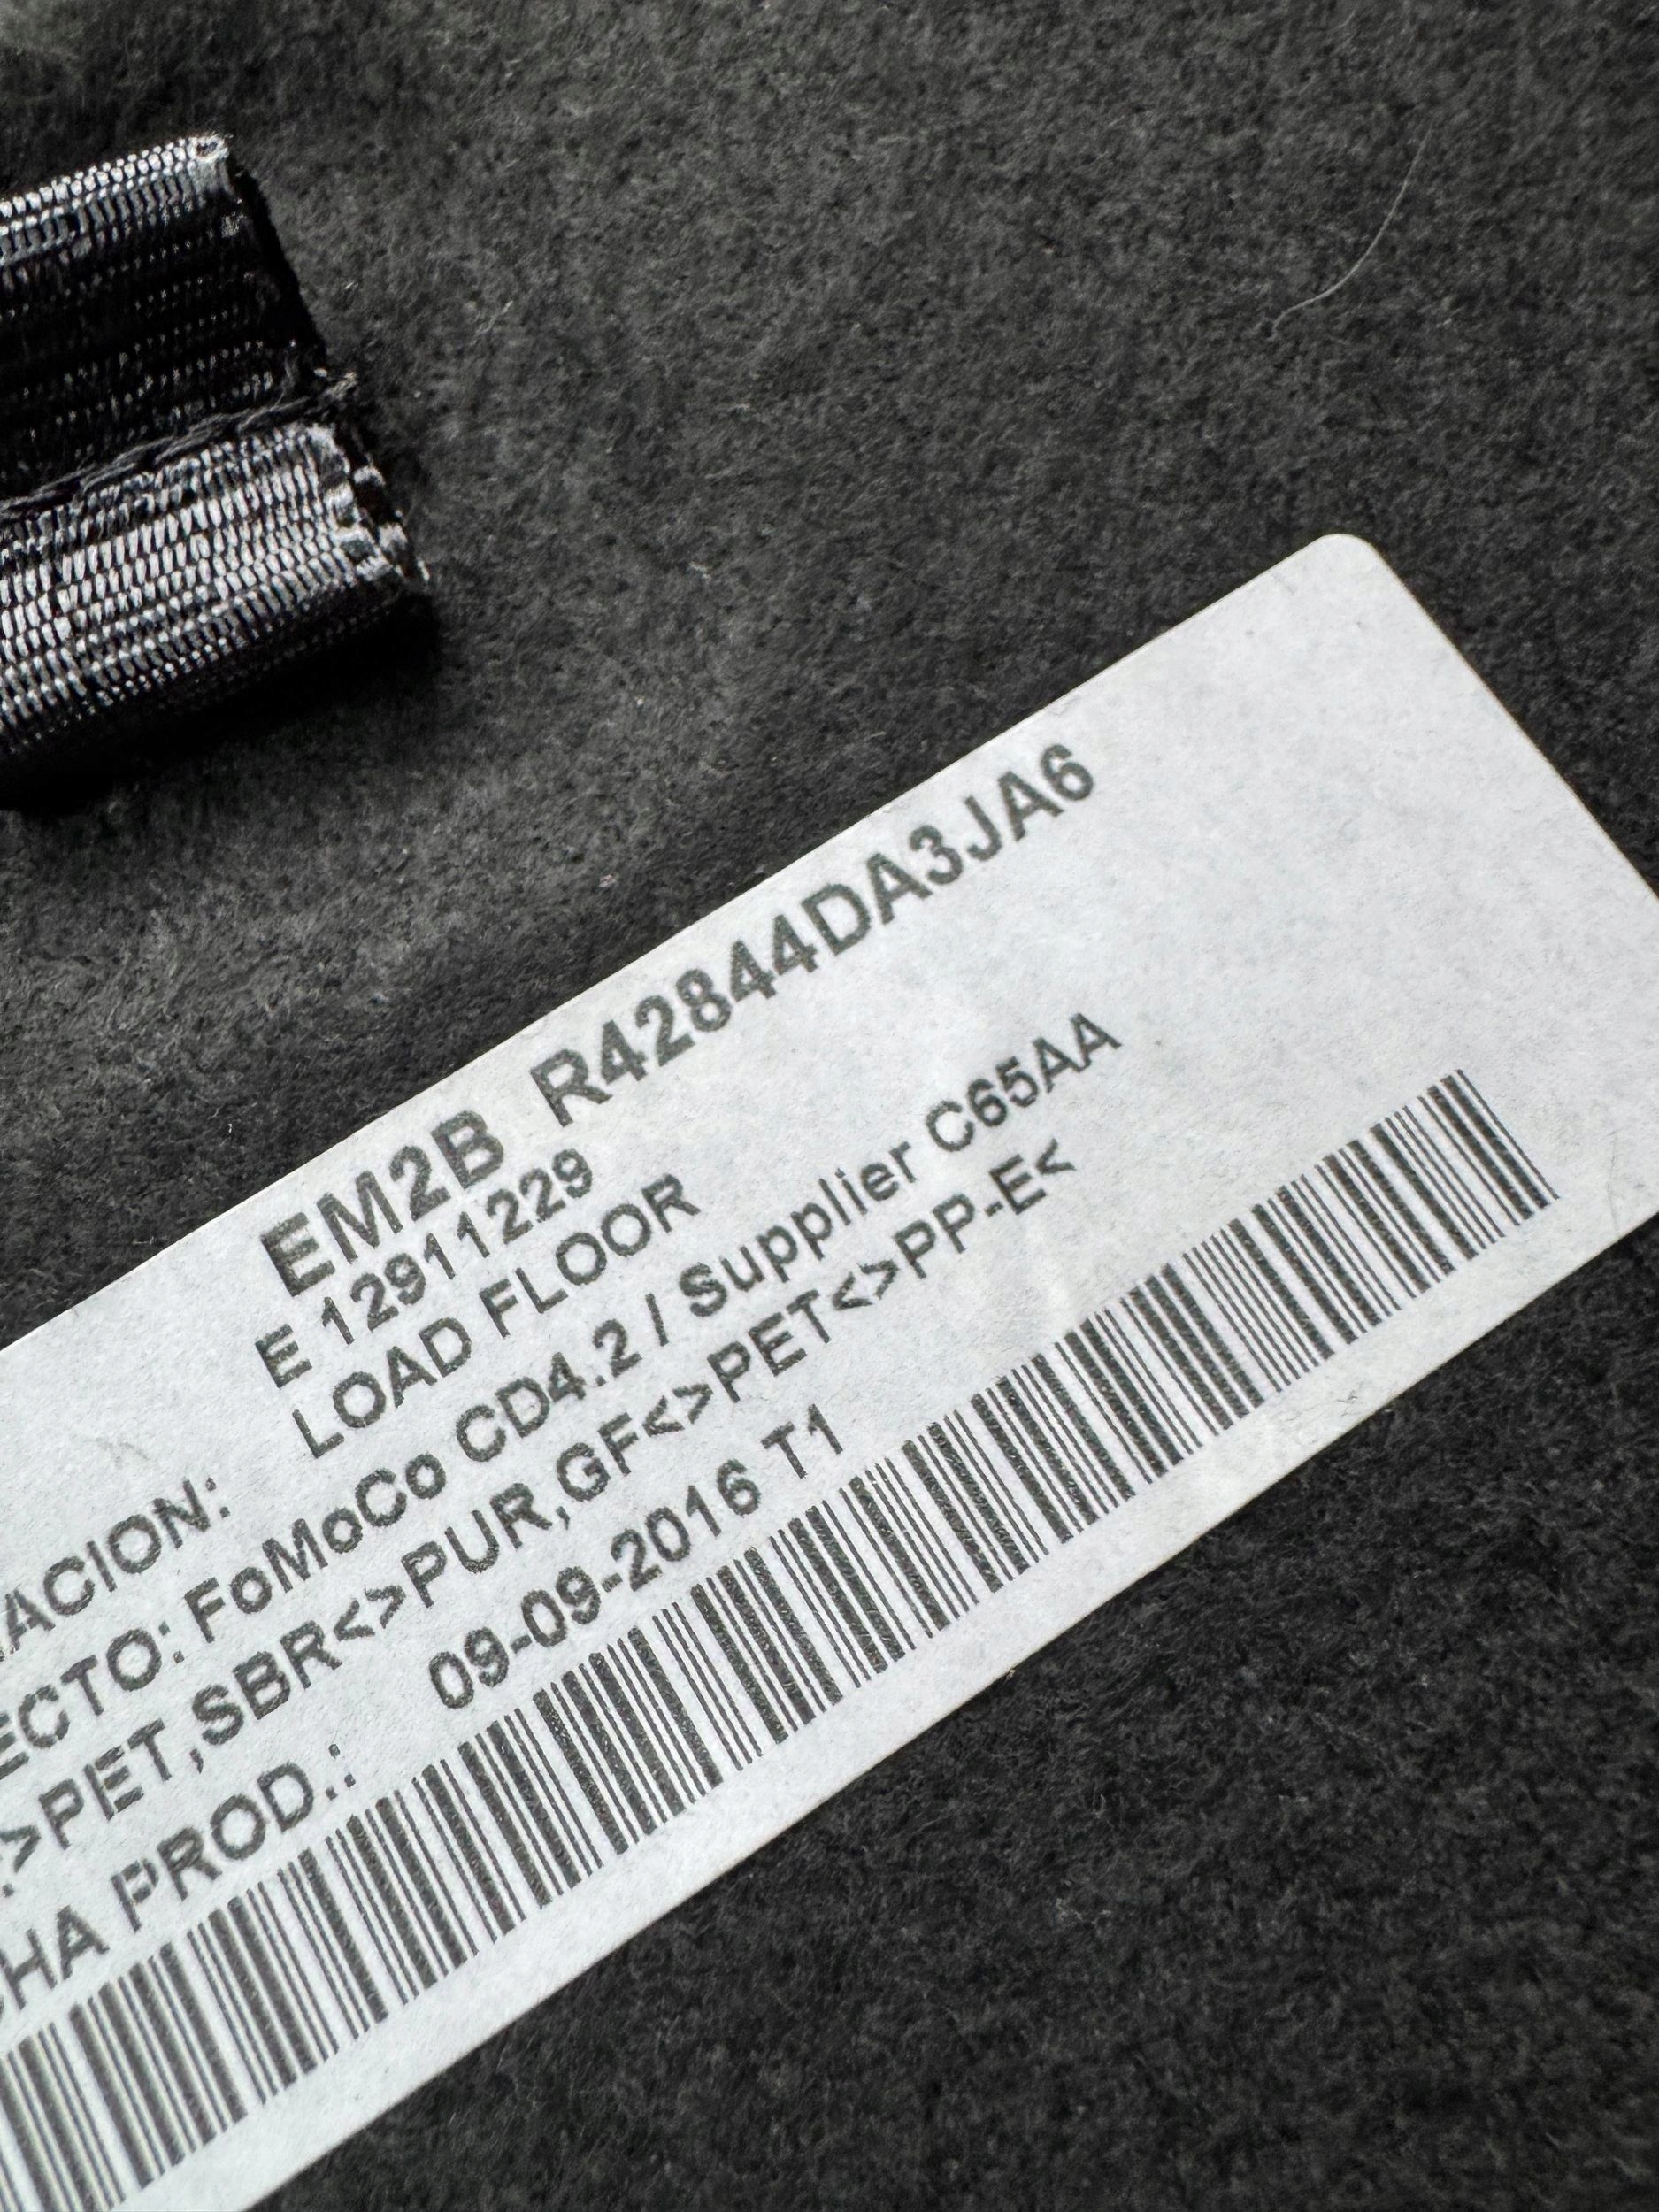 EM2B R42844DA3JA6
E 12911229
ACION: LOAD FLOOR
ECTO: FoMoCo CD4.2 / Supplier C65AA
>PET,SBR<>PUR,GF<>PET<>PP-E<
CHA PROD.: 09-09-2016 T1